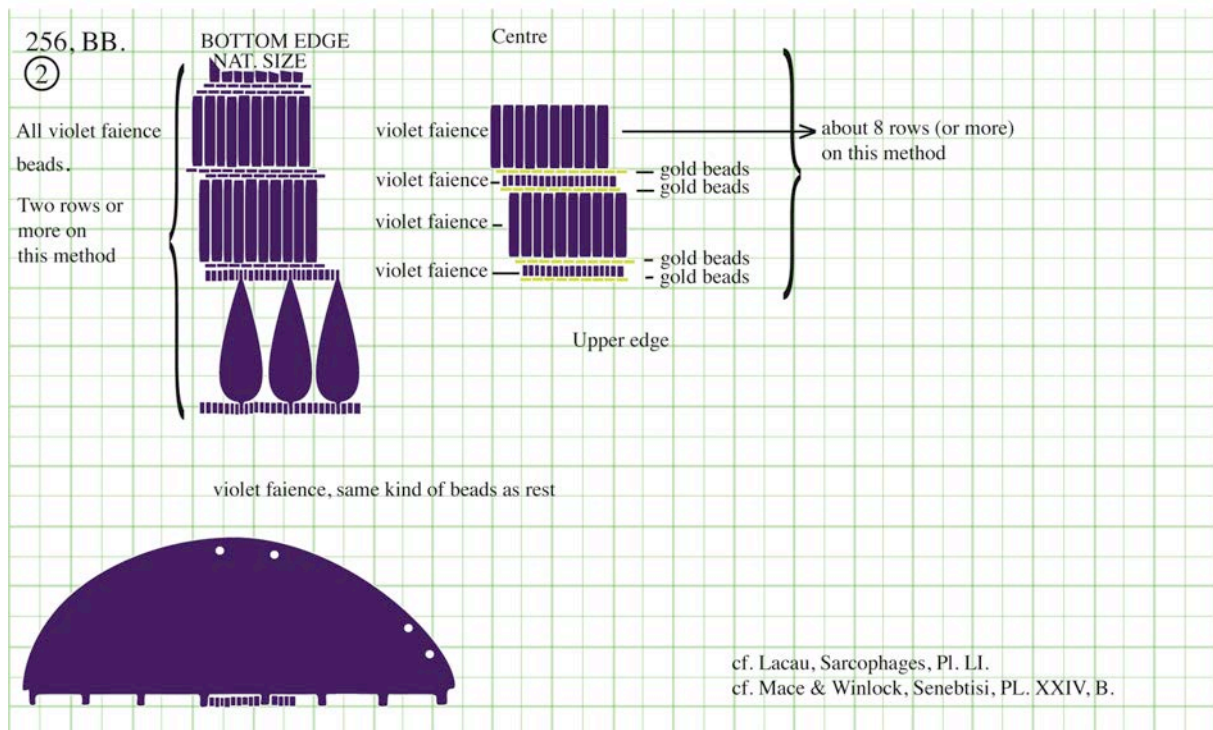 256, BB.
2
BOTTOM EDGE
NAT. SIZE
All violet faience
beads.
Two rows or
more on
this method
Centre
violet faience
violet faience
violet faience
violet faience
gold beads
gold beads
gold beads
gold beads
about 8 rows (or more)
on this method
Upper edge
violet faience, same kind of beads as rest
cf. Lacau, Sarcophages, Pl. LI.
cf. Mace & Winlock, Senebtisi, PL. XXIV, B.